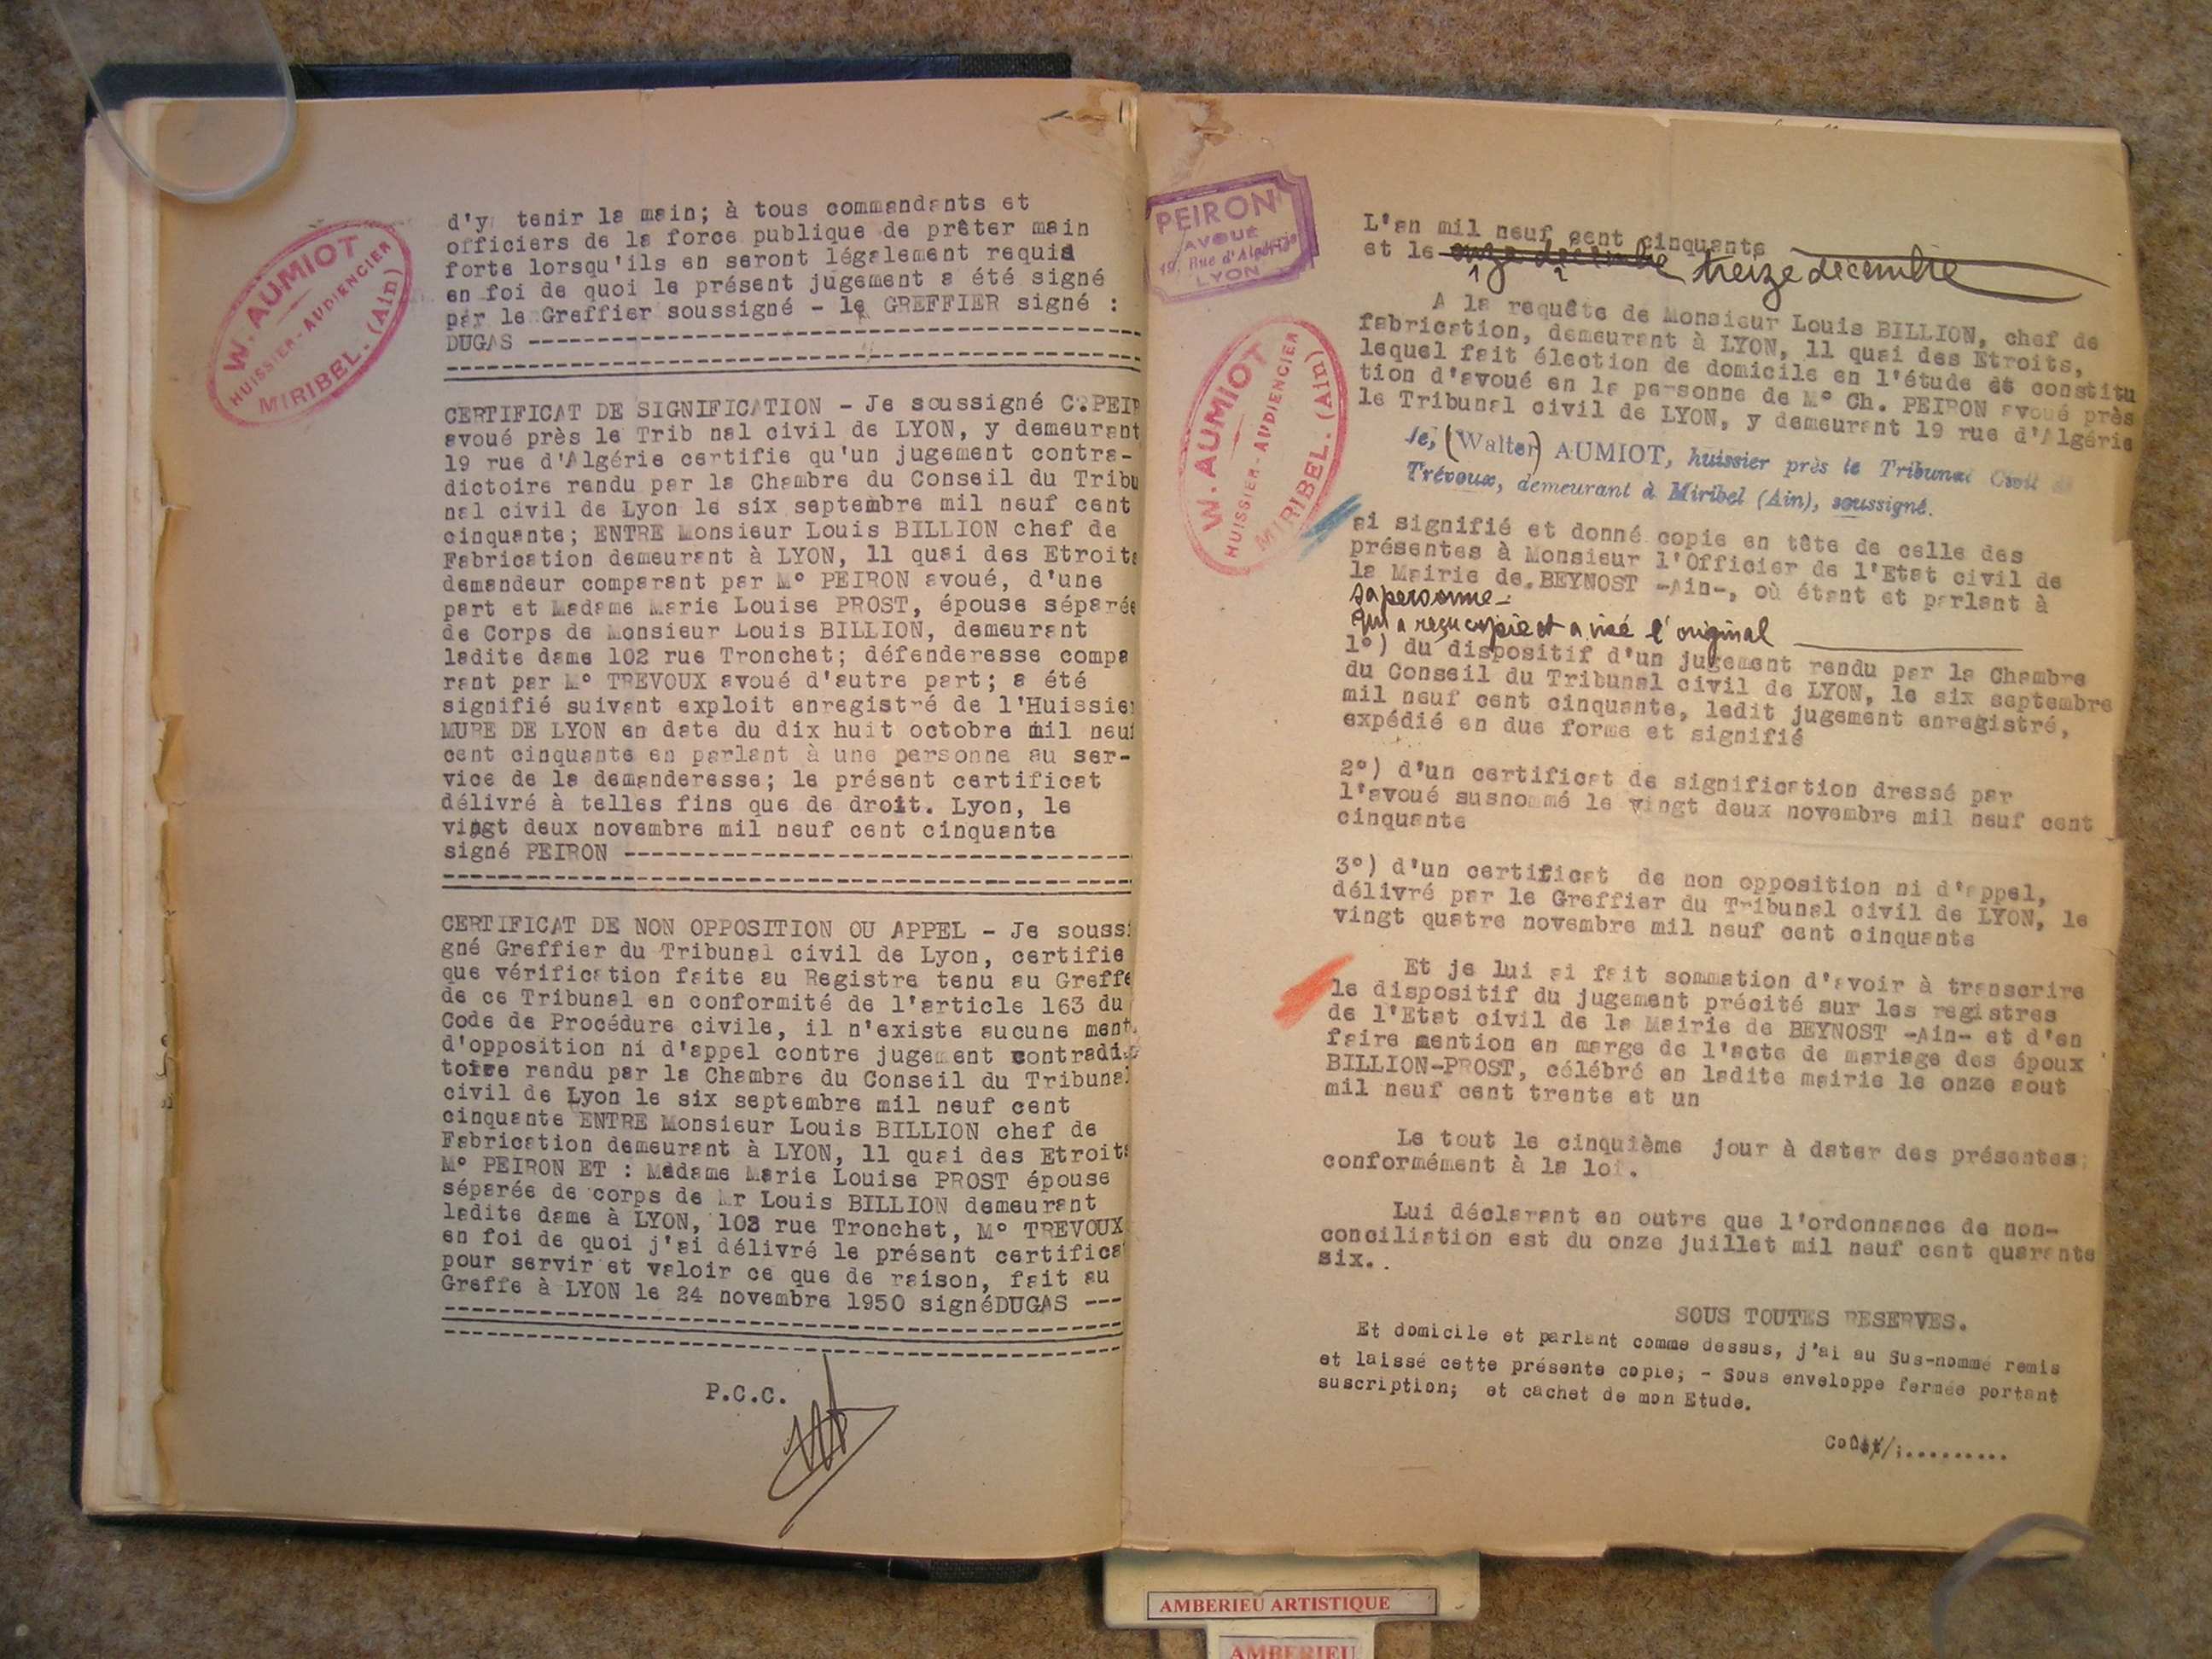 W. AUMIOT
HUISSIER-AUDIENCIER
MIRIBEL. (Ain)
d'y tenir la main; à tous commandants et
officiers de la force publique de prêter main
forte lorsqu'ils en seront légalement requis
en foi de quoi le présent jugement a été signé
par le Greffier soussigné - le GREFFIER signé :
DUGAS
CERTIFICAT DE SIGNIFICATION - Je soussigné C.PEIR
avoué près le Trib nal civil de LYON, y demeurant
19 rue d'Algérie certifie qu'un jugement contra-
dictoire rendu par la Chambre du Conseil du Tribu
nal civil de Lyon le six septembre mil neuf cent
cinquante; ENTRE Monsieur Louis BILLION chef de
Fabrication demeurant à LYON, 11 quai des Etroits
demandeur comparant par M° PEIRON avoué, d'une
part et Madame Marie Louise PROST, épouse séparée
de Corps de Monsieur Louis BILLION, demeurant
ladite dame 102 rue Tronchet; défenderesse compa
rant par M° TREVOUX avoué d'autre part; a été
signifié suivant exploit enregistré de l'Huissier
MURE DE LYON en date du dix huit octobre mil neuf
cent cinquante en parlant à une personne au ser-
vice de la demanderesse; le présent certificat
délivré à telles fins que de droit. Lyon, le
vingt deux novembre mil neuf cent cinquante
signé PEIRON
CERTIFICAT DE NON OPPOSITION OU APPEL - Je soussi
gné Greffier du Tribunal civil de Lyon, certifie
que vérification faite au Registre tenu au Greffe
de ce Tribunal en conformité de l'article 163 du
Code de Procédure civile, il n'existe aucune ment
d'opposition ni d'appel contre jugement contradic
toire rendu par la Chambre du Conseil du Tribunal
civil de Lyon le six septembre mil neuf cent
cinquante ENTRE Monsieur Louis BILLION chef de
Fabrication demeurant à LYON, 11 quai des Etroits
M° PEIRON ET : Madame Marie Louise PROST épouse
séparée de corps de Mr Louis BILLION demeurant
ladite dame à LYON, 102 rue Tronchet, M° TREVOUX
en foi de quoi j'ai délivré le présent certificat
pour servir et valoir ce que de raison, fait au
Greffe à LYON le 24 novembre 1950 signéDUGAS
P.C.C.
PEIRON
AVOUÉ
19, Rue d'Algérie
LYON
W. AUMIOT
HUISSIER-AUDIENCIER
MIRIBEL. (Ain)
L'an mil neuf cent cinquante
et le onze décembre treize décembre
A la requête de Monsieur Louis BILLION, chef de
fabrication, demeurant à LYON, 11 quai des Etroits,
lequel fait élection de domicile en l'étude et constitu
tion d'avoué en la personne de M° Ch. PEIRON avoué près
le Tribunal civil de LYON, y demeurant 19 rue d'Algérie
Je, (Walter) AUMIOT, huissier près le Tribunal Civil de
Trévoux, demeurant à Miribel (Ain), soussigné.
ai signifié et donné copie en tête de celle des
présentes à Monsieur l'Officier de l'Etat civil de
la Mairie de BEYNOST -Ain-, où étant et parlant à
sa personne-
qui a reçu copie et a visé l'original
1°) du dispositif d'un jugement rendu par la Chambre
du Conseil du Tribunal civil de LYON, le six septembre
mil neuf cent cinquante, ledit jugement enregistré,
expédié en due forme et signifié
2°) d'un certificat de signification dressé par
l'avoué susnommé le vingt deux novembre mil neuf cent
cinquante
3°) d'un certificat de non opposition ni d'appel,
délivré par le Greffier du Tribunal civil de LYON, le
vingt quatre novembre mil neuf cent cinquante
Et je lui ai fait sommation d'avoir à transcrire
le dispositif du jugement précité sur les registres
de l'Etat civil de la Mairie de BEYNOST -Ain- et d'en
faire mention en marge de l'acte de mariage des époux
BILLION-PROST, célébré en ladite mairie le onze aout
mil neuf cent trente et un
Le tout le cinquième jour à dater des présentes;
conformément à la loi.
Lui déclarant en outre que l'ordonnance de non-
conciliation est du onze juillet mil neuf cent quarante
six.
SOUS TOUTES RESERVES.
Et domicile et parlant comme dessus, j'ai au Sus-nommé remis
et laissé cette présente copie; - Sous enveloppe fermée portant
suscription; et cachet de mon Etude.
Coût/:..........
AMBERIEU ARTISTIQUE
AMBERIEU